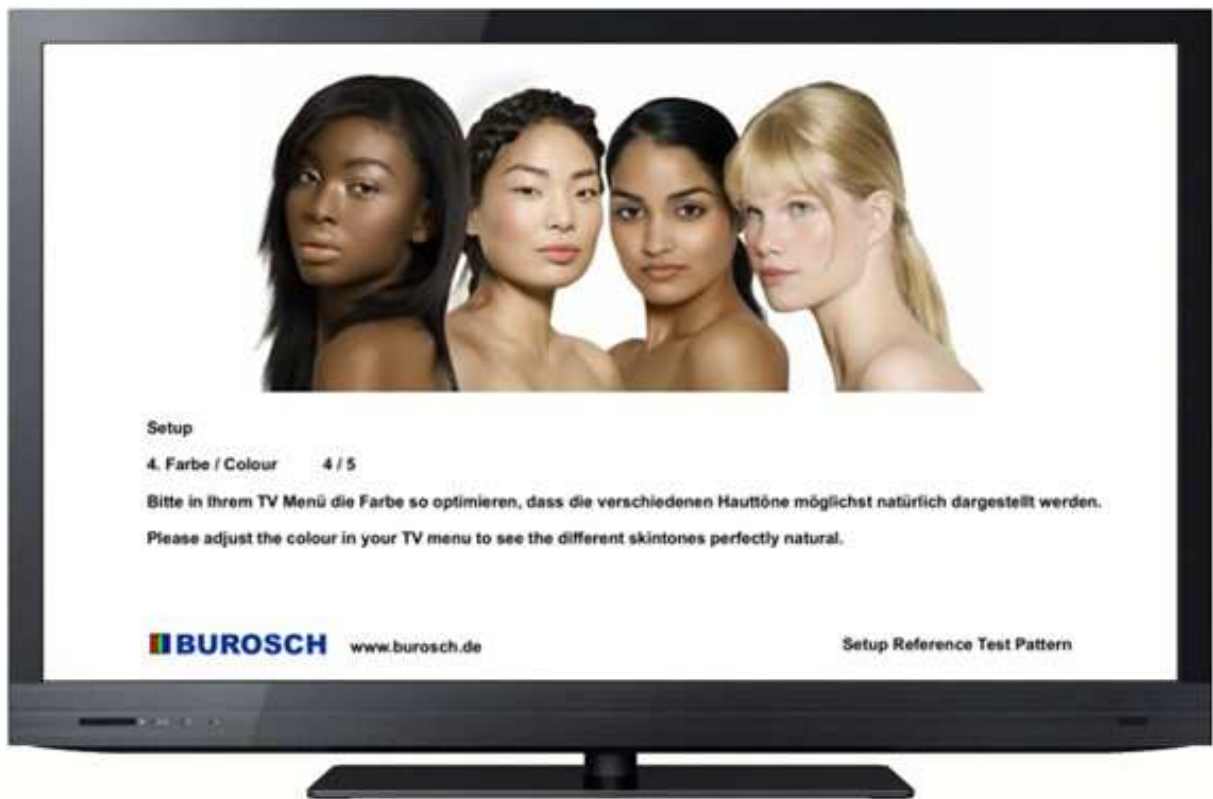 Setup
4. Farbe / Colour 4 / 5
Bitte in Ihrem TV Menü die Farbe so optimieren, dass die verschiedenen Hauttöne möglichst natürlich dargestellt werden.
Please adjust the colour in your TV menu to see the different skintones perfectly natural.
BUROSCH www.burosch.de Setup Reference Test Pattern